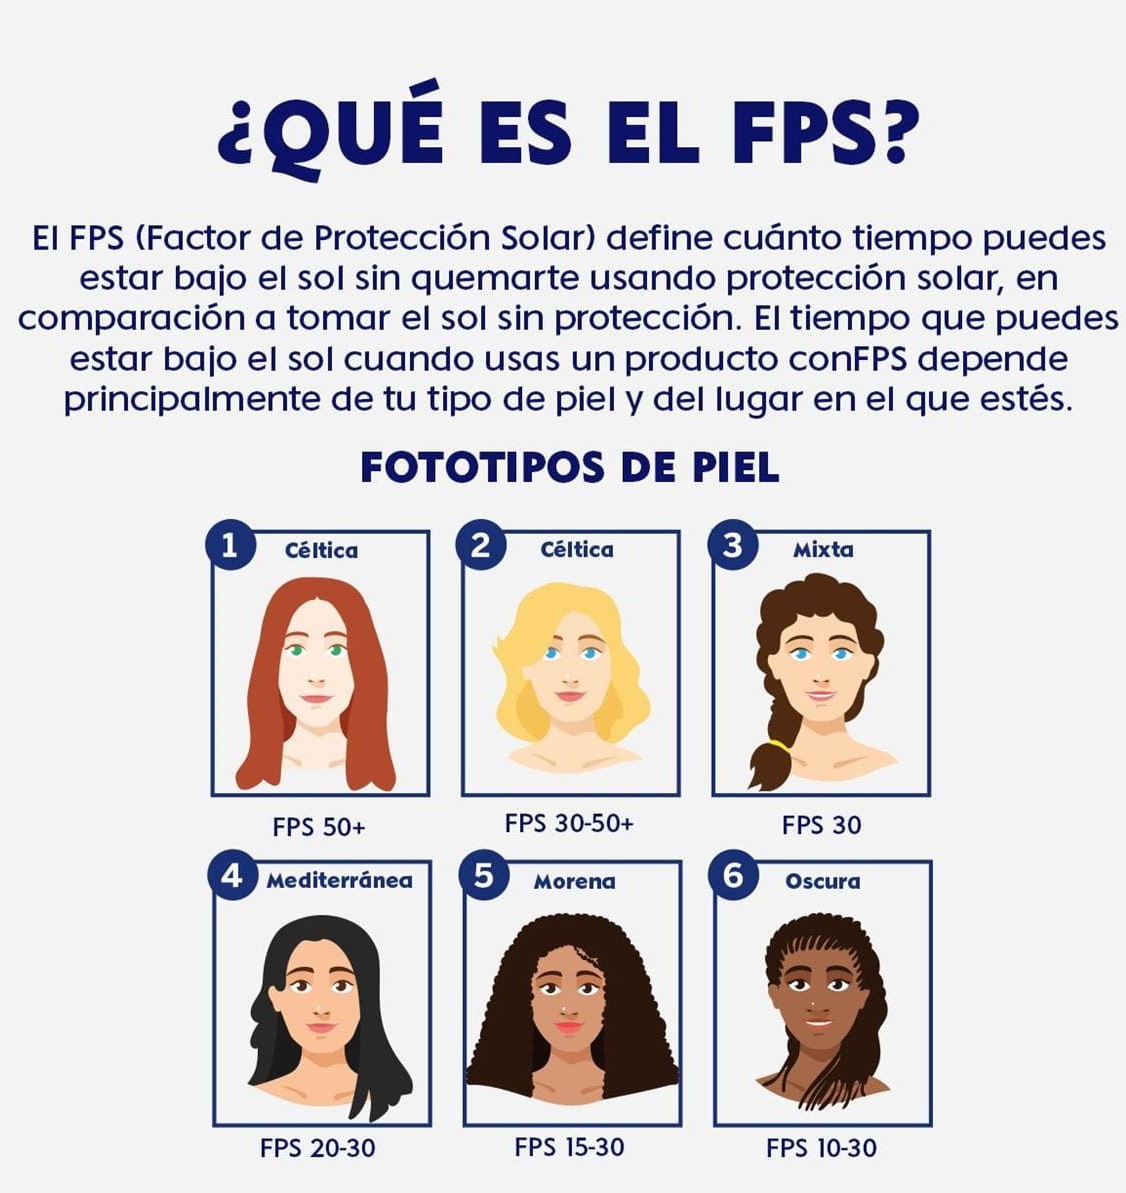 ¿QUÉ ES EL FPS?
El FPS (Factor de Protección Solar) define cuánto tiempo puedes
estar bajo el sol sin quemarte usando protección solar, en
comparación a tomar el sol sin protección. El tiempo que puedes
estar bajo el sol cuando usas un producto conFPS depende
principalmente de tu tipo de piel y del lugar en el que estés.
FOTOTIPOS DE PIEL
1 Céltica
2 Céltica
3 Mixta
FPS 50+
FPS 30-50+
FPS 30
4 Mediterránea
5 Morena
6 Oscura
FPS 20-30
FPS 15-30
FPS 10-30